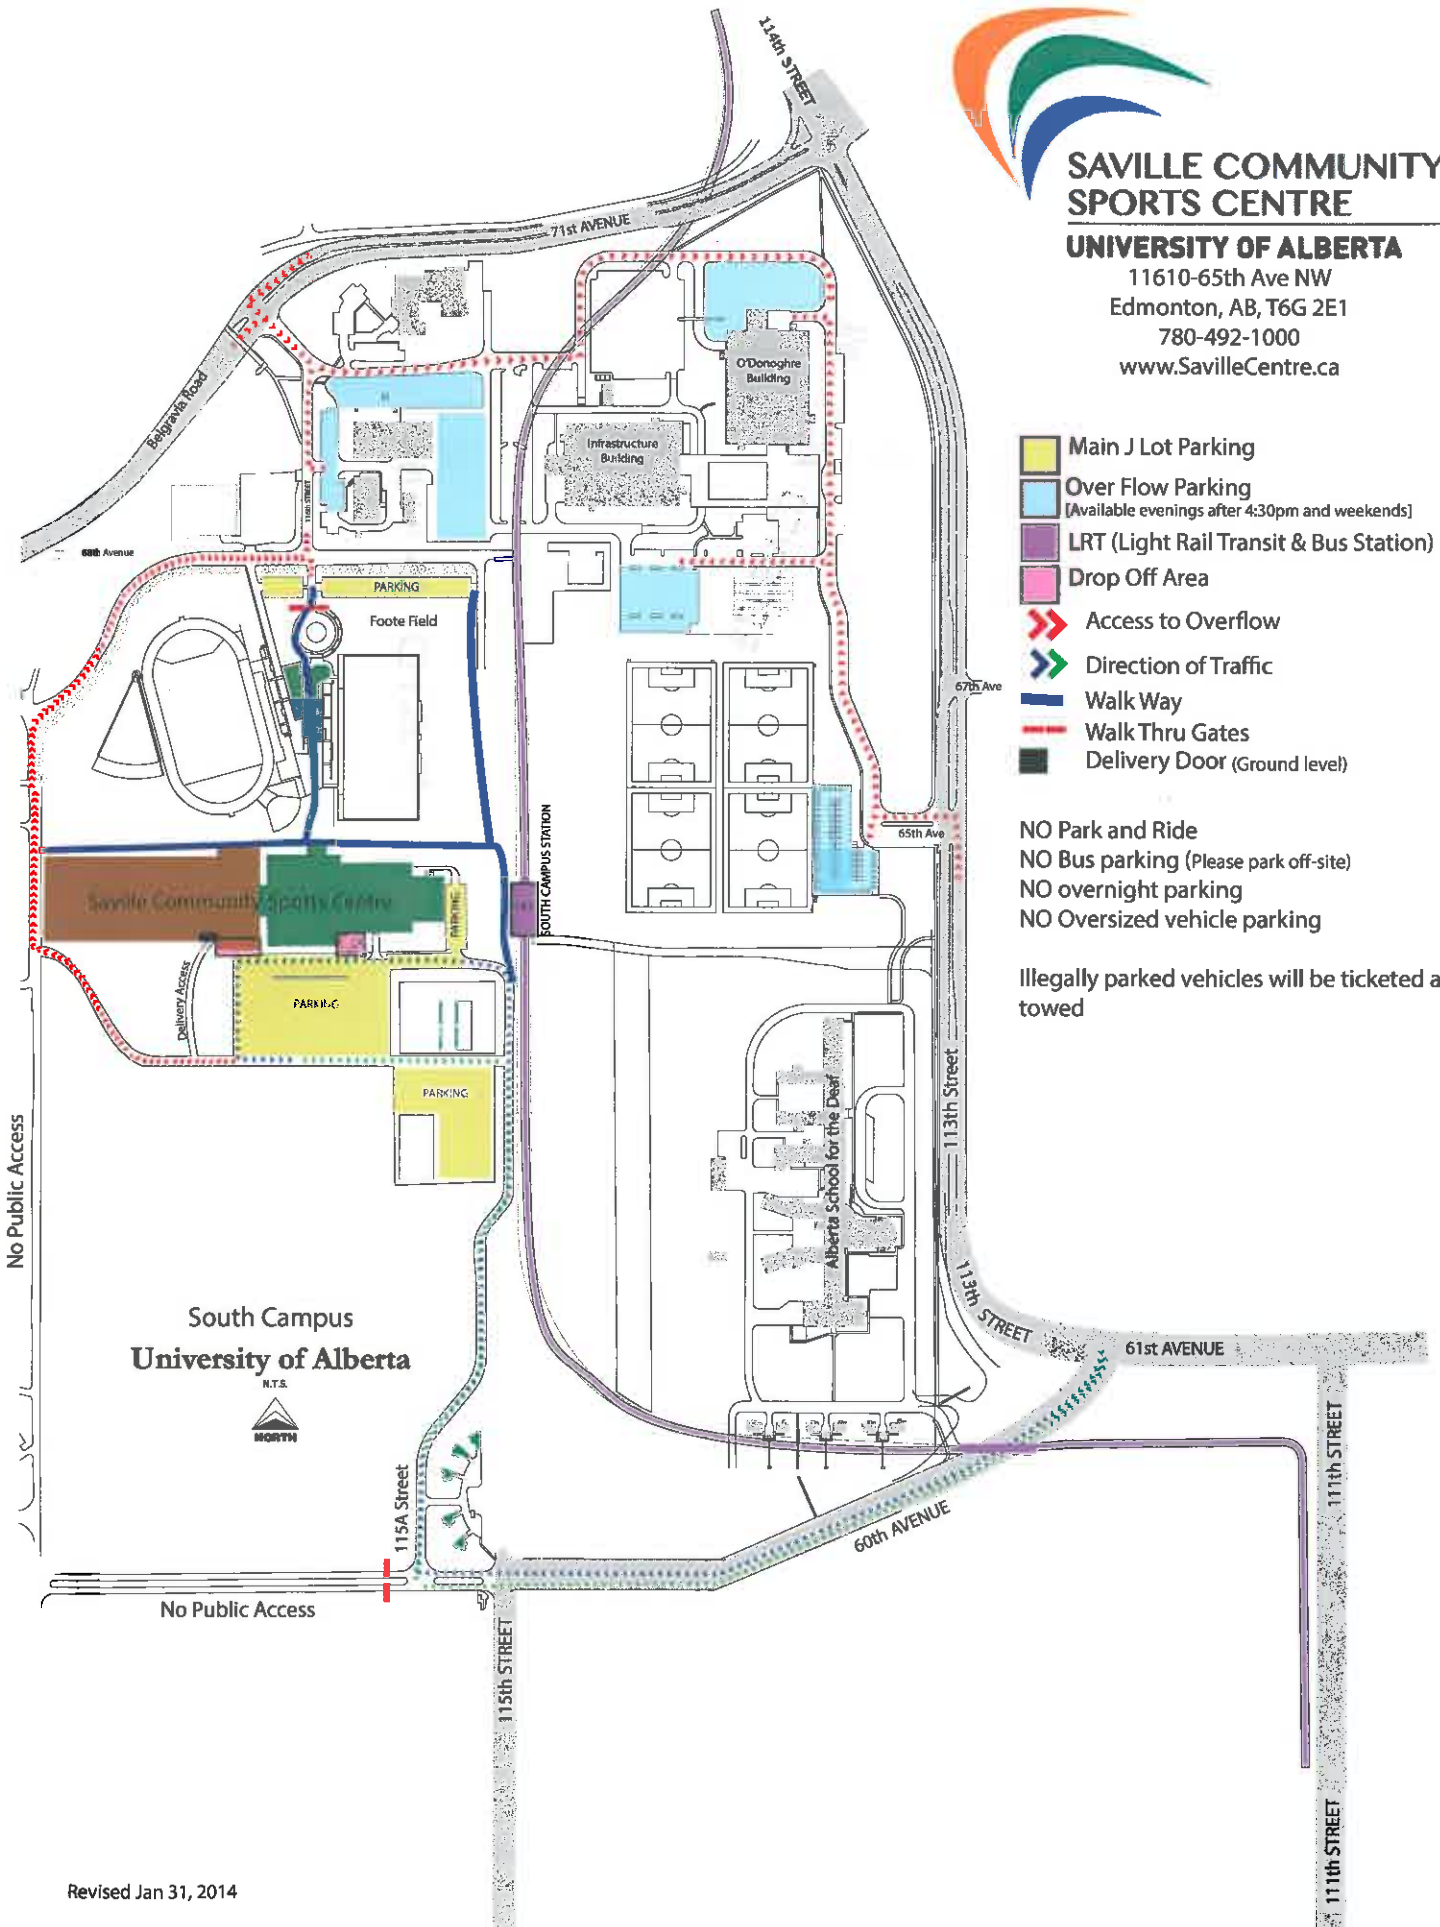 114th STREET
SAVILLE COMMUNITY
SPORTS CENTRE
UNIVERSITY OF ALBERTA
11610-65th Ave NW
Edmonton, AB, T6G 2E1
780-492-1000
www.SavilleCentre.ca
71st AVENUE
Belgravia Road
O'Donoghre
Building
Infrastructure
Building
116th STREET
68th Avenue
PARKING
Foote Field
Main J Lot Parking
Over Flow Parking
[Available evenings after 4:30pm and weekends]
LRT (Light Rail Transit & Bus Station)
Drop Off Area
Access to Overflow
Direction of Traffic
Walk Way
Walk Thru Gates
Delivery Door (Ground level)
67th Ave
65th Ave
NO Park and Ride
NO Bus parking (Please park off-site)
NO overnight parking
NO Oversized vehicle parking
Illegally parked vehicles will be ticketed a
towed
SOUTH CAMPUS STATION
Saville Community Sports Centre
PARKING
Delivery Access
PARKING
PARKING
No Public Access
Alberta School for the Deaf
113th Street
113th STREET
61st AVENUE
South Campus
University of Alberta
N.T.S.
NORTH
115A Street
60th AVENUE
111th STREET
No Public Access
115th STREET
111th STREET
Revised Jan 31, 2014